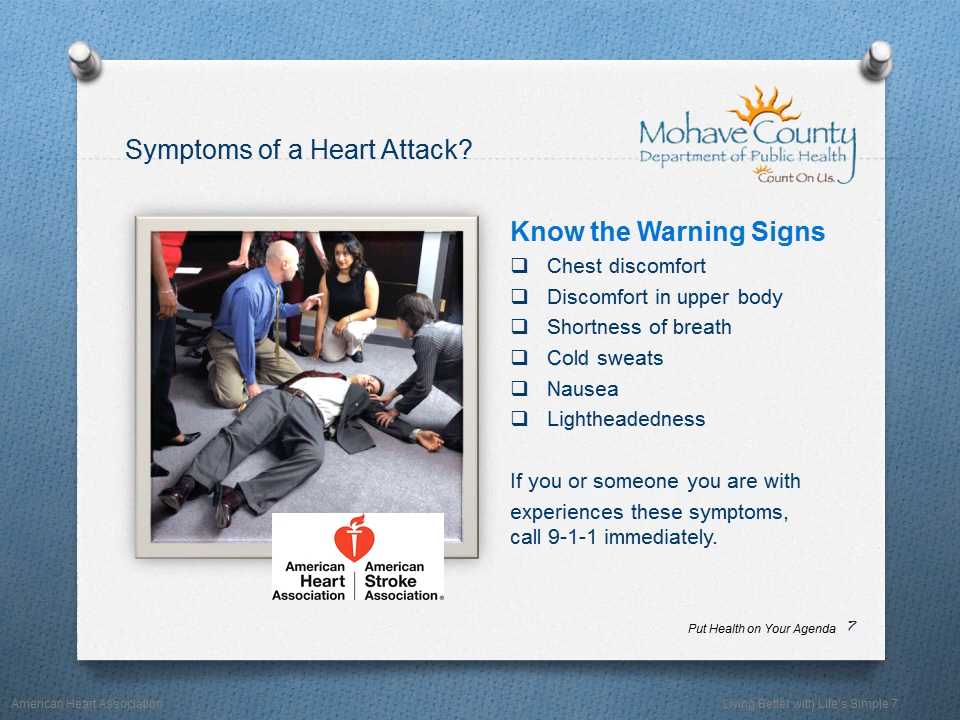 Symptoms of a Heart Attack?
Mohave County
Department of Public Health
Count On Us.
Know the Warning Signs
❑ Chest discomfort
❑ Discomfort in upper body
❑ Shortness of breath
❑ Cold sweats
❑ Nausea
❑ Lightheadedness
If you or someone you are with
experiences these symptoms,
call 9-1-1 immediately.
American Heart Association
American Stroke Association®
Put Health on Your Agenda 7
American Heart Association
Living Better with Life's Simple 7